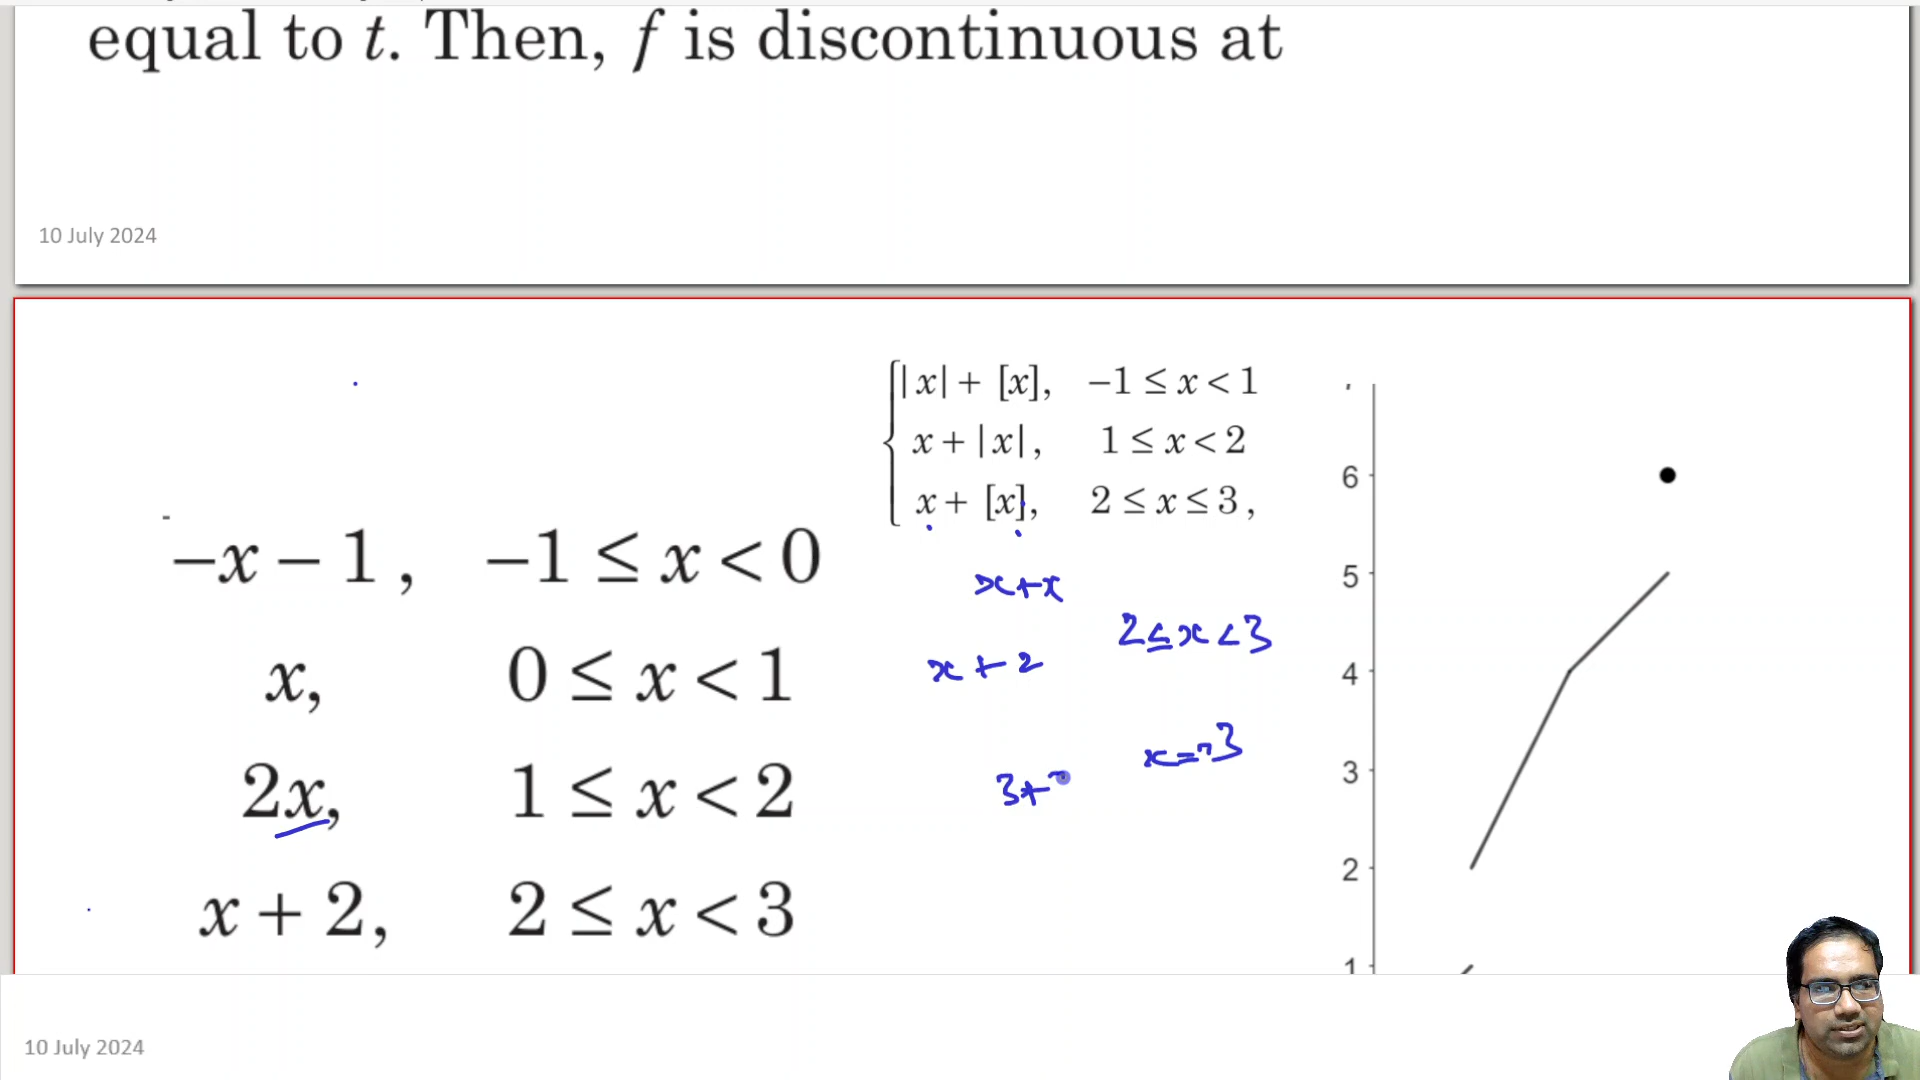 equal to t. Then, f is discontinuous at
10 July 2024
|x| + [x], −1 ≤ x < 1
x + |x|, 1 ≤ x < 2
x + [x], 2 ≤ x ≤ 3,
−x − 1, −1 ≤ x < 0
x, 0 ≤ x < 1
2x, 1 ≤ x < 2
x + 2, 2 ≤ x < 3
x+x
2≤x<3
x+2
x=3
3+
6
5
4
3
2
1
10 July 2024